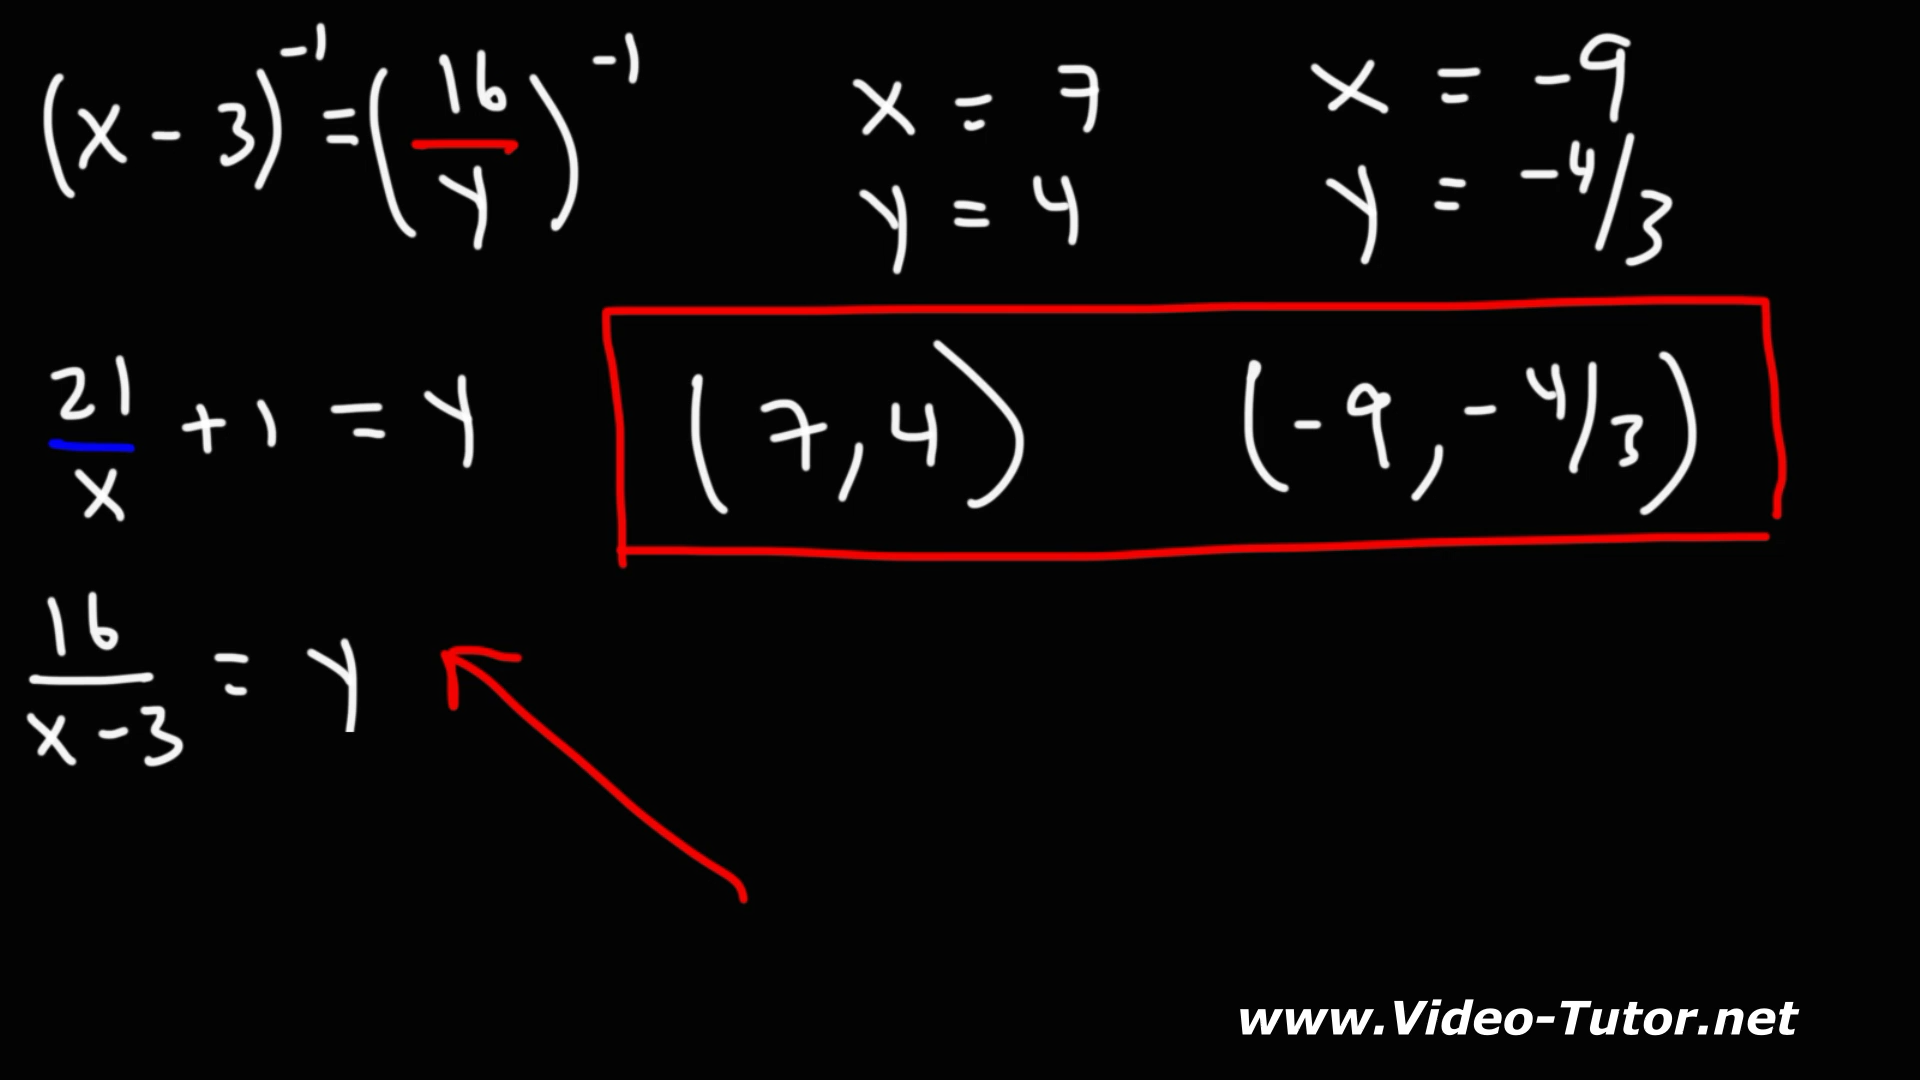 (x - 3)^-1 = (16/y)^-1
x = 7
y = 4
x = -9
y = -4/3
21/x + 1 = y
(7, 4)
(-9, -4/3)
16/x-3 = y
www.Video-Tutor.net